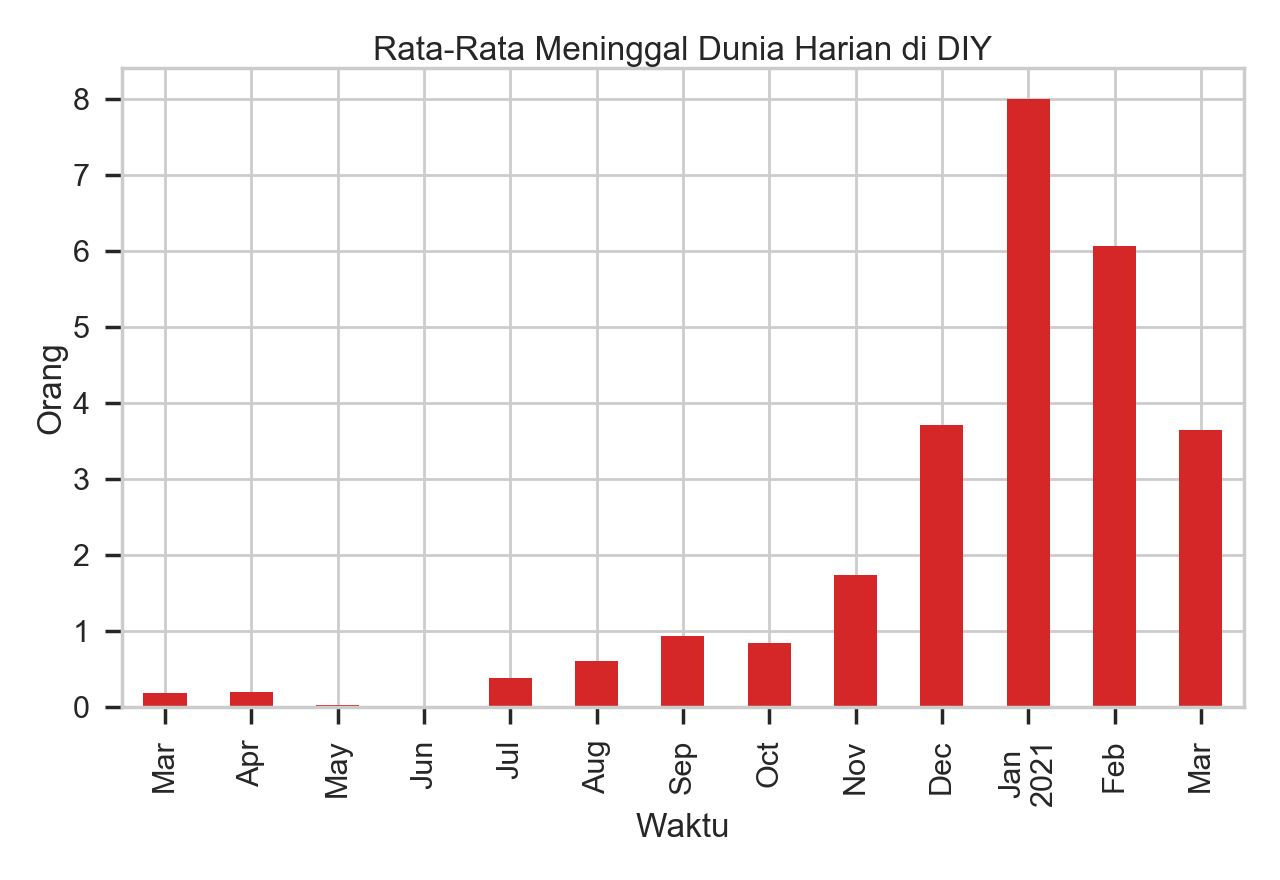 Rata-Rata Meninggal Dunia Harian di DIY
8
7
6
5
4
3
2
1
0
Orang
Mar
Apr
May
Jun
Jul
Aug
Sep
Oct
Nov
Dec
Jan
2021
Feb
Mar
Waktu